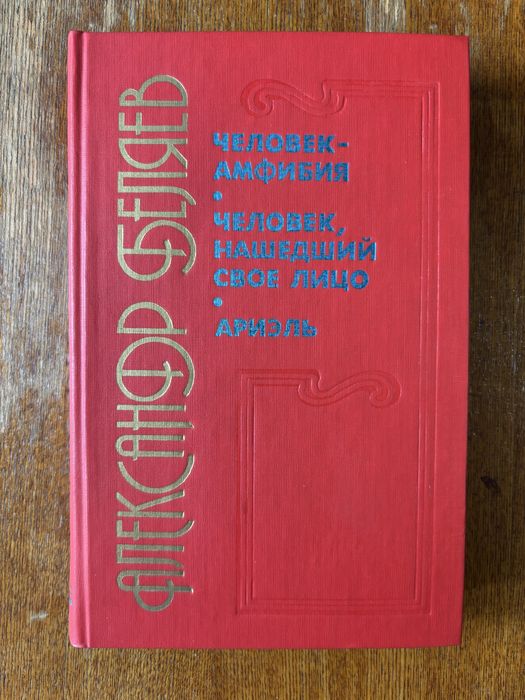 АЛЕКСАНДР БЕЛЯЕВ
ЧЕЛОВЕК-
АМФИБИЯ
•
ЧЕЛОВЕК,
НАШЕДШИЙ
СВОЕ ЛИЦО
•
АРИЭЛЬ